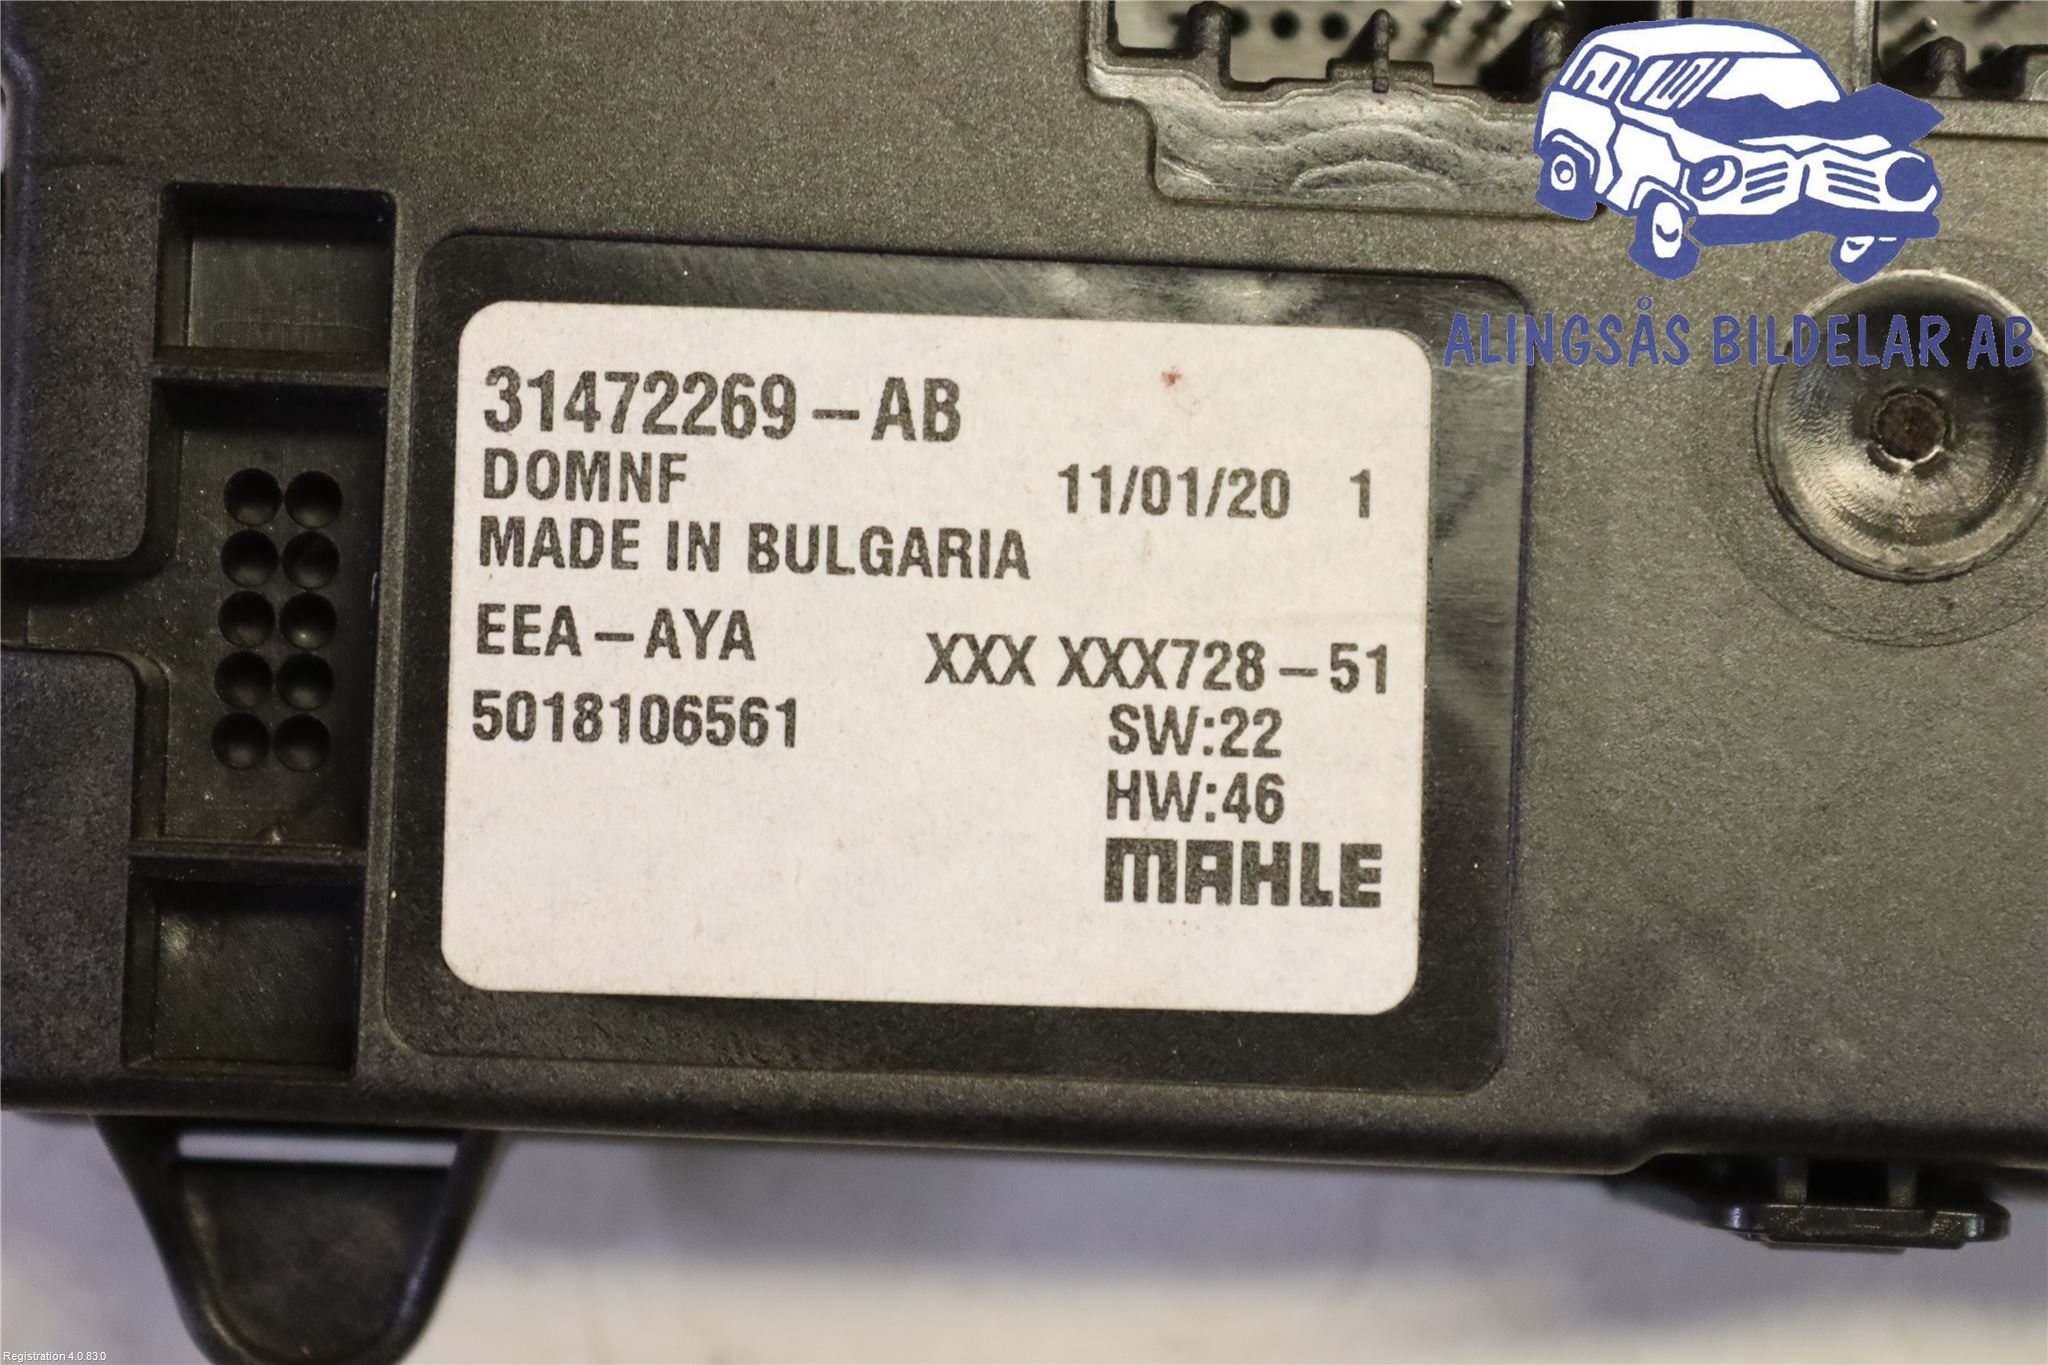 ALINGSÅS BILDELAR AB
31472269-AB
DOMNF 11/01/20 1
MADE IN BULGARIA
EEA-AYA XXX XXX728-51
5018106561 SW:22
HW:46
MAHLE
Registration 4.0.83.0